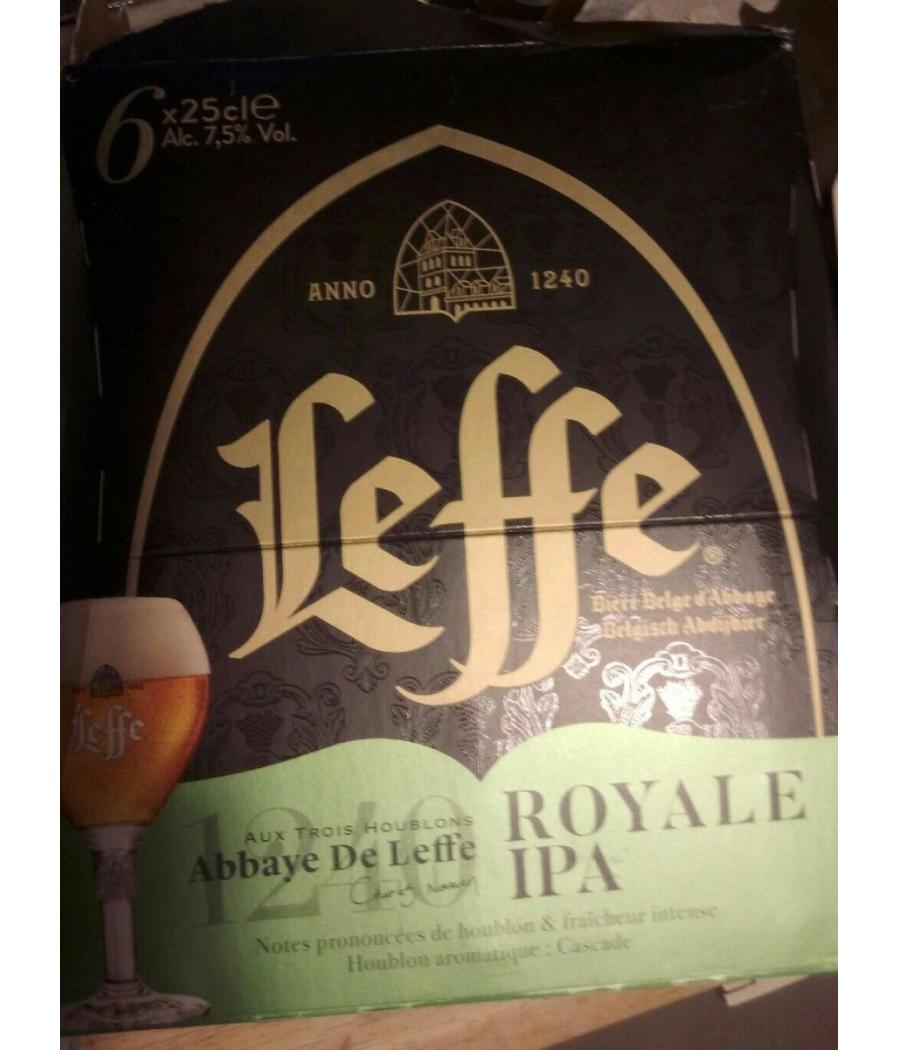 6 x25cl e
Alc. 7,5% Vol.
ANNO 1240
Leffe®
Bière Belge d'Abbaye
Belgisch Abdijbier
Leffe
1240
AUX TROIS HOUBLONS
Abbaye De Leffe
ROYALE
IPA
Notes prononcées de houblon & fraîcheur intense
Houblon aromatique : Cascade